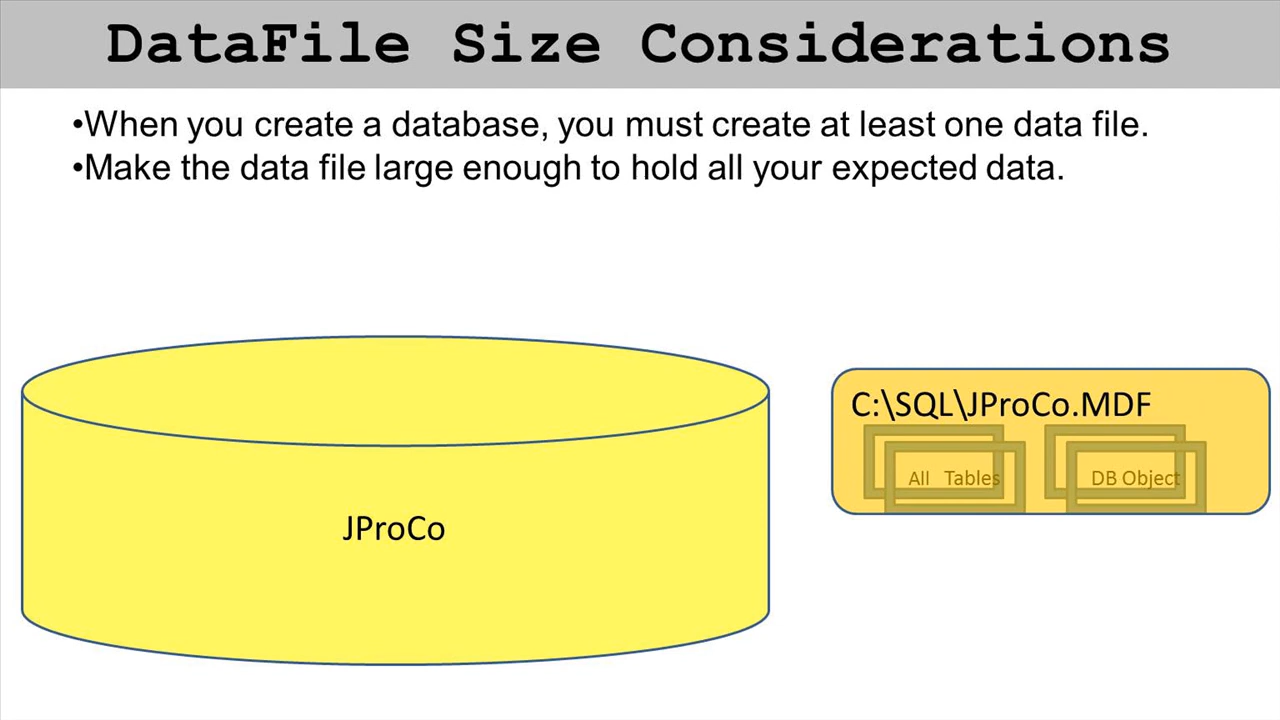 DataFile Size Considerations
•When you create a database, you must create at least one data file.
•Make the data file large enough to hold all your expected data.
C:\SQL\JProCo.MDF
All Tables
DB Object
JProCo